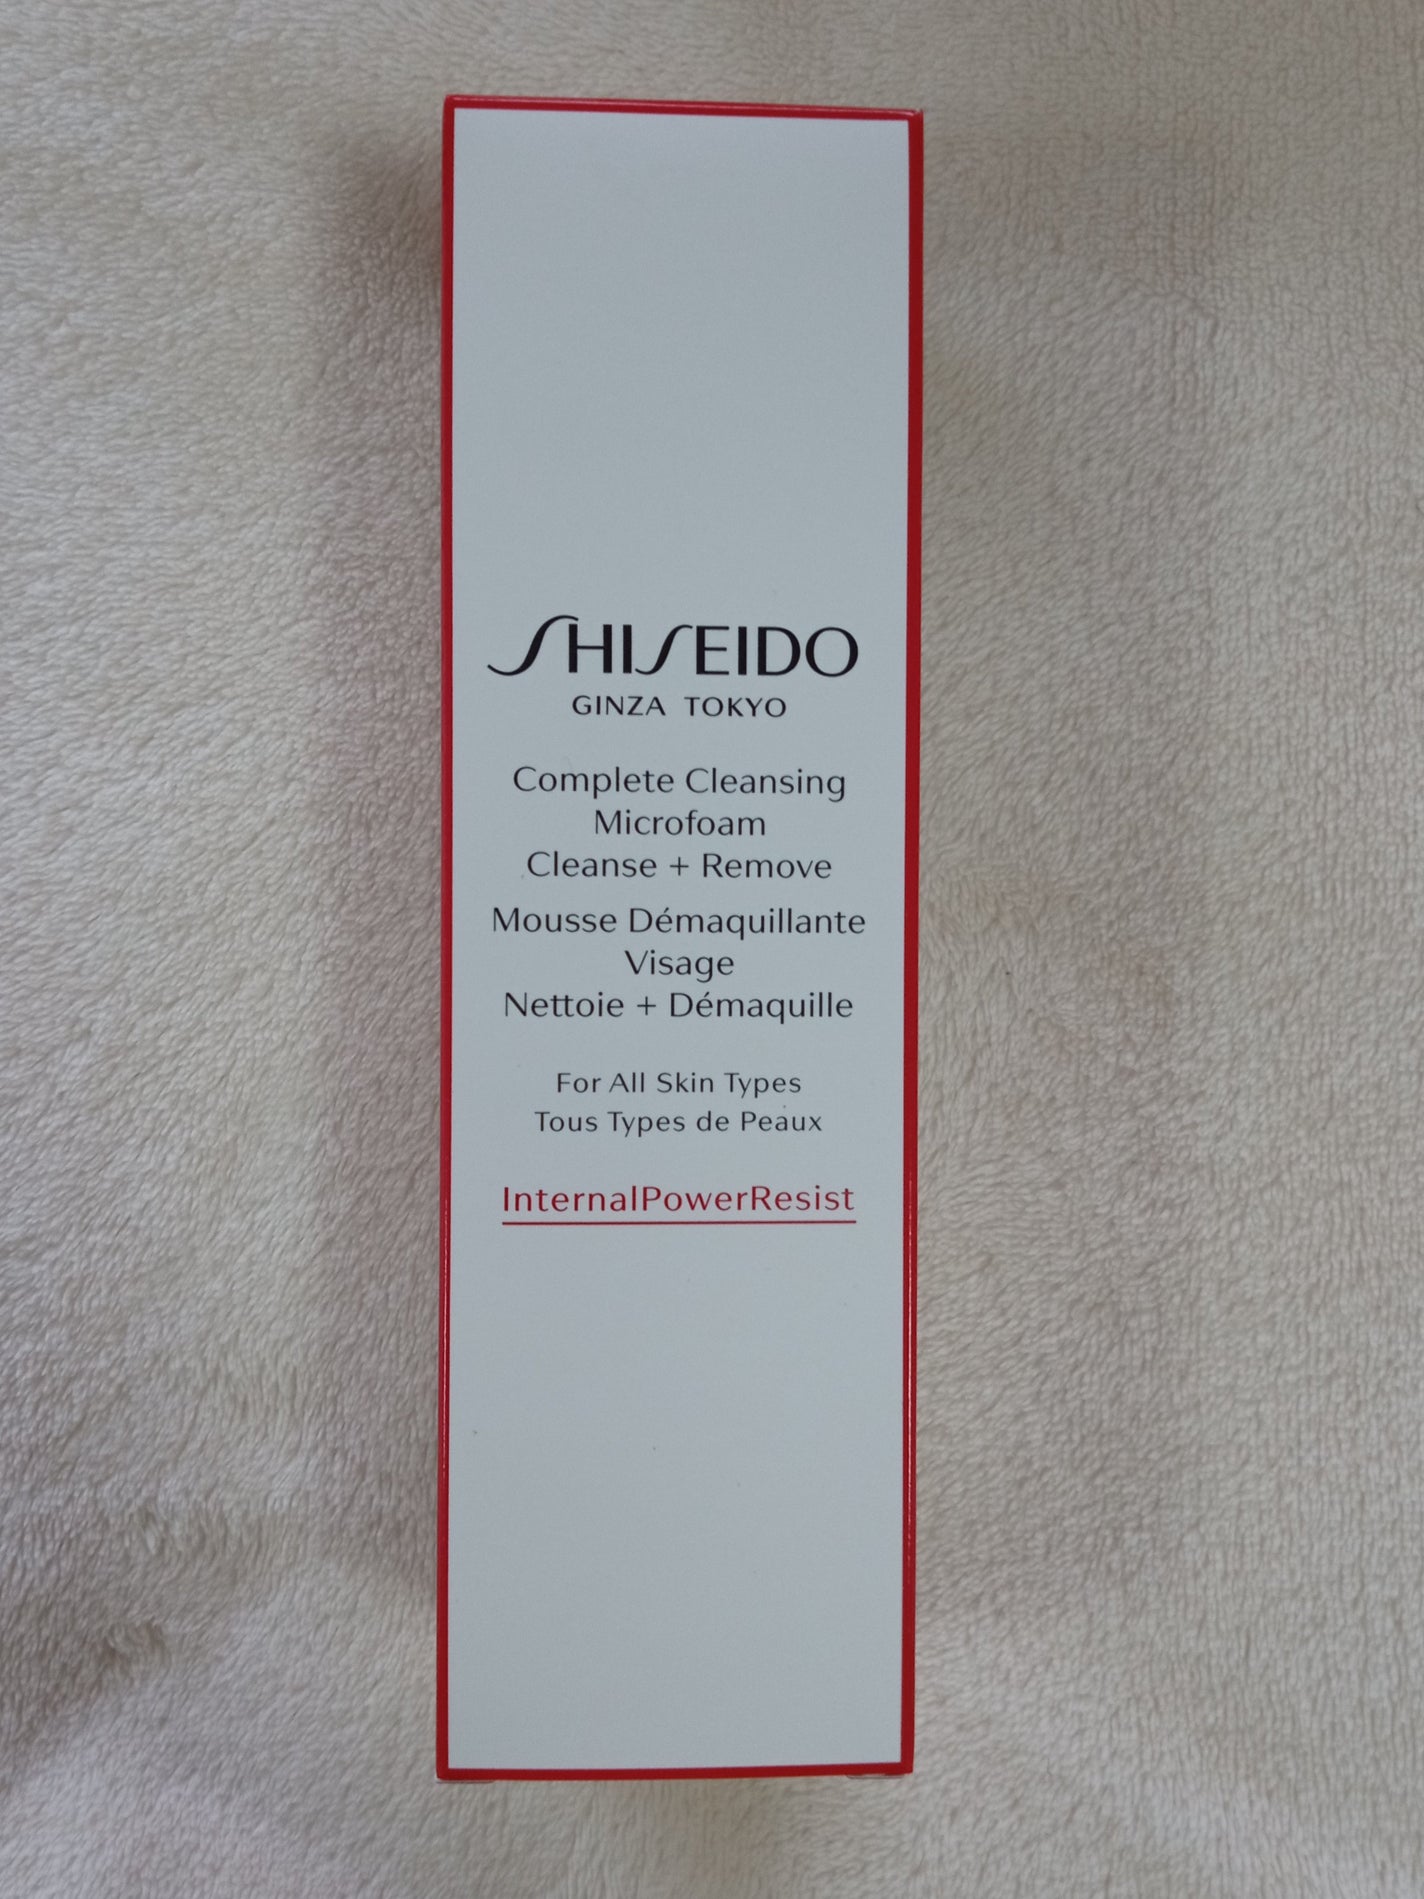 SHISEIDO
GINZA TOKYO
Complete Cleansing
Microfoam
Cleanse + Remove
Mousse Démaquillante
Visage
Nettoie + Démaquille
For All Skin Types
Tous Types de Peaux
InternalPowerResist